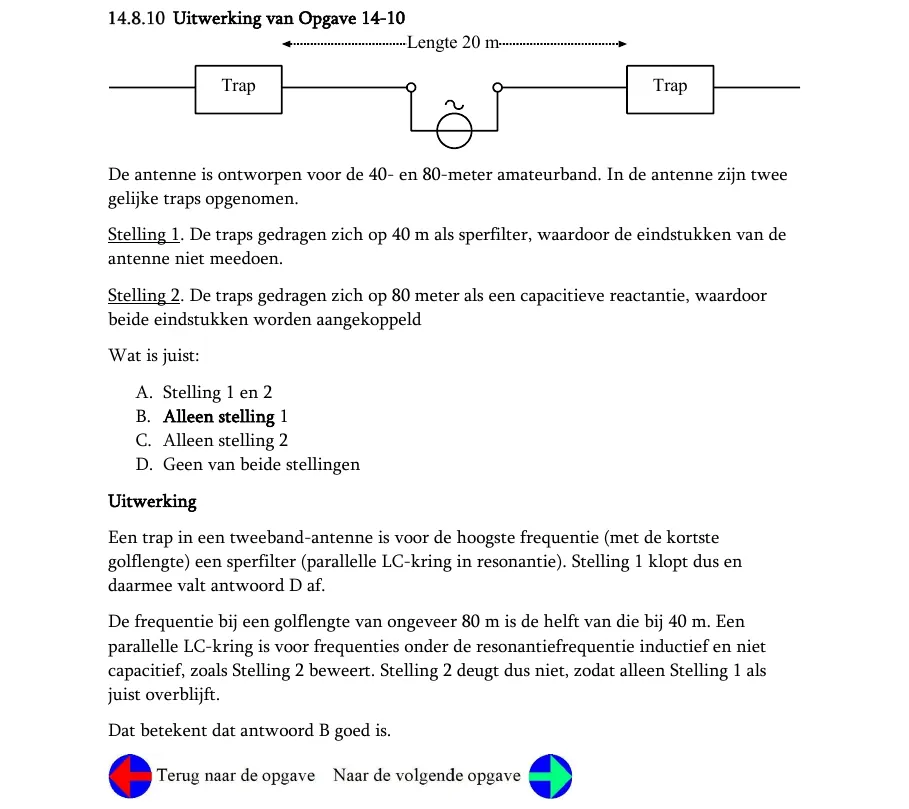 14.8.10 Uitwerking van Opgave 14-10
Lengte 20 m
Trap
Trap
~
De antenne is ontworpen voor de 40- en 80-meter amateurband. In de antenne zijn twee
gelijke traps opgenomen.
Stelling 1. De traps gedragen zich op 40 m als sperfilter, waardoor de eindstukken van de
antenne niet meedoen.
Stelling 2. De traps gedragen zich op 80 meter als een capacitieve reactantie, waardoor
beide eindstukken worden aangekoppeld
Wat is juist:
A. Stelling 1 en 2
B. Alleen stelling 1
C. Alleen stelling 2
D. Geen van beide stellingen
Uitwerking
Een trap in een tweeband-antenne is voor de hoogste frequentie (met de kortste
golflengte) een sperfilter (parallelle LC-kring in resonantie). Stelling 1 klopt dus en
daarmee valt antwoord D af.
De frequentie bij een golflengte van ongeveer 80 m is de helft van die bij 40 m. Een
parallelle LC-kring is voor frequenties onder de resonantiefrequentie inductief en niet
capacitief, zoals Stelling 2 beweert. Stelling 2 deugt dus niet, zodat alleen Stelling 1 als
juist overblijft.
Dat betekent dat antwoord B goed is.
Terug naar de opgave Naar de volgende opgave